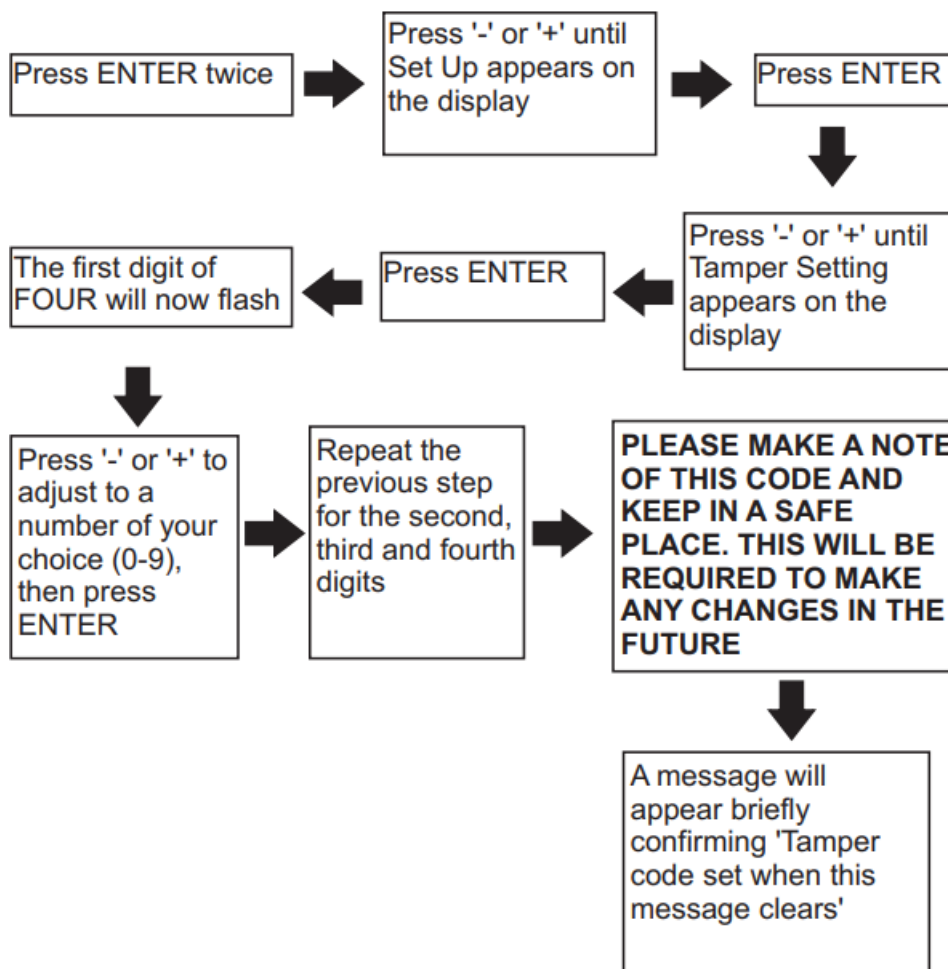 Press ENTER twice
Press '-' or '+' until
Set Up appears on
the display
Press ENTER
Press '-' or '+' until
Tamper Setting
appears on the
display
Press ENTER
The first digit of
FOUR will now flash
Press '-' or '+' to
adjust to a
number of your
choice (0-9),
then press
ENTER
Repeat the
previous step
for the second,
third and fourth
digits
PLEASE MAKE A NOTE
OF THIS CODE AND
KEEP IN A SAFE
PLACE. THIS WILL BE
REQUIRED TO MAKE
ANY CHANGES IN THE
FUTURE
A message will
appear briefly
confirming 'Tamper
code set when this
message clears'